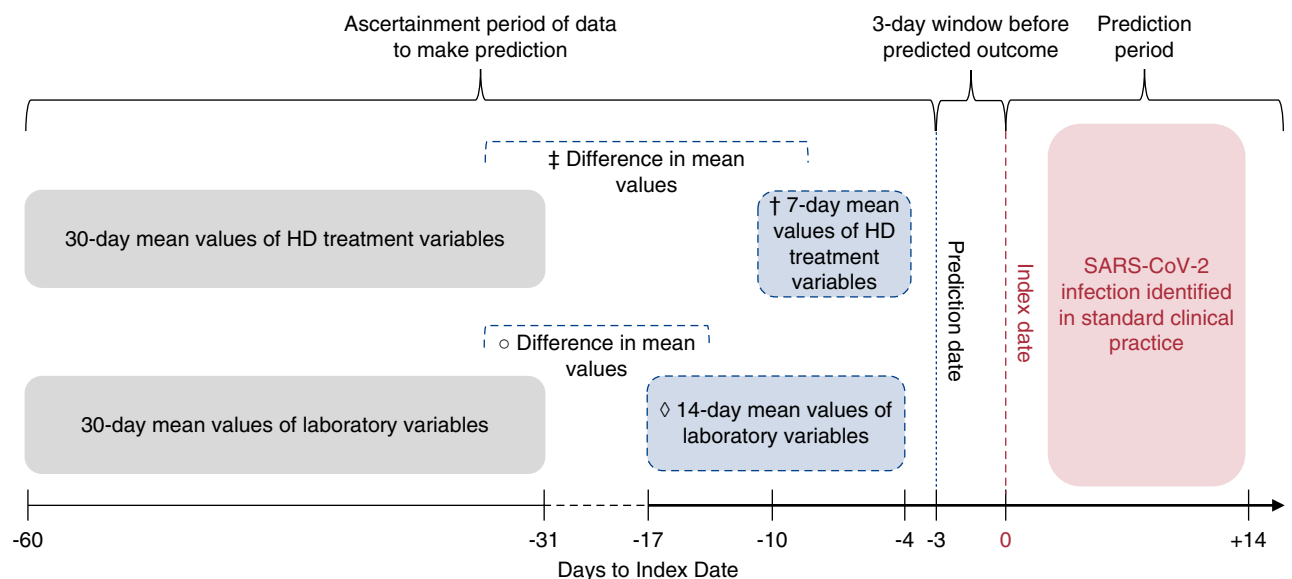 Ascertainment period of data
to make prediction
3-day window before
predicted outcome
Prediction
period
‡ Difference in mean
values
30-day mean values of HD treatment variables
† 7-day mean
values of HD
treatment
variables
Prediction date
Index date
SARS-CoV-2
infection identified
in standard clinical
practice
○ Difference in mean
values
30-day mean values of laboratory variables
◊ 14-day mean values of
laboratory variables
-60 -31 -17 -10 -4 -3 0 +14
Days to Index Date